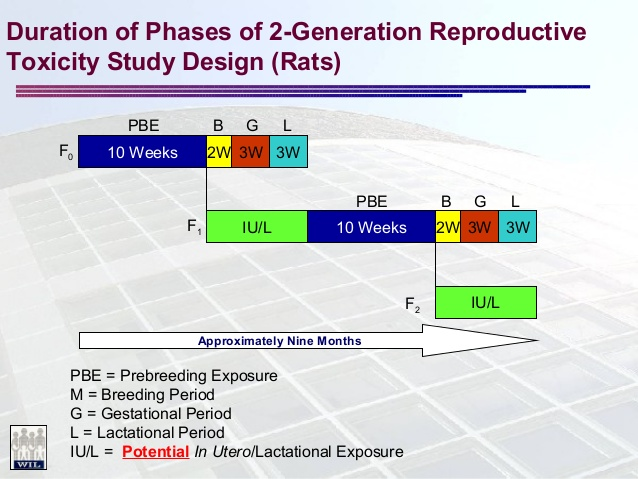 Duration of Phases of 2-Generation Reproductive
Toxicity Study Design (Rats)
PBE B G L
F0 10 Weeks 2W 3W 3W
PBE B G L
F1 IU/L 10 Weeks 2W 3W 3W
F2 IU/L
Approximately Nine Months
PBE = Prebreeding Exposure
M = Breeding Period
G = Gestational Period
L = Lactational Period
IU/L = Potential In Utero/Lactational Exposure
WIL